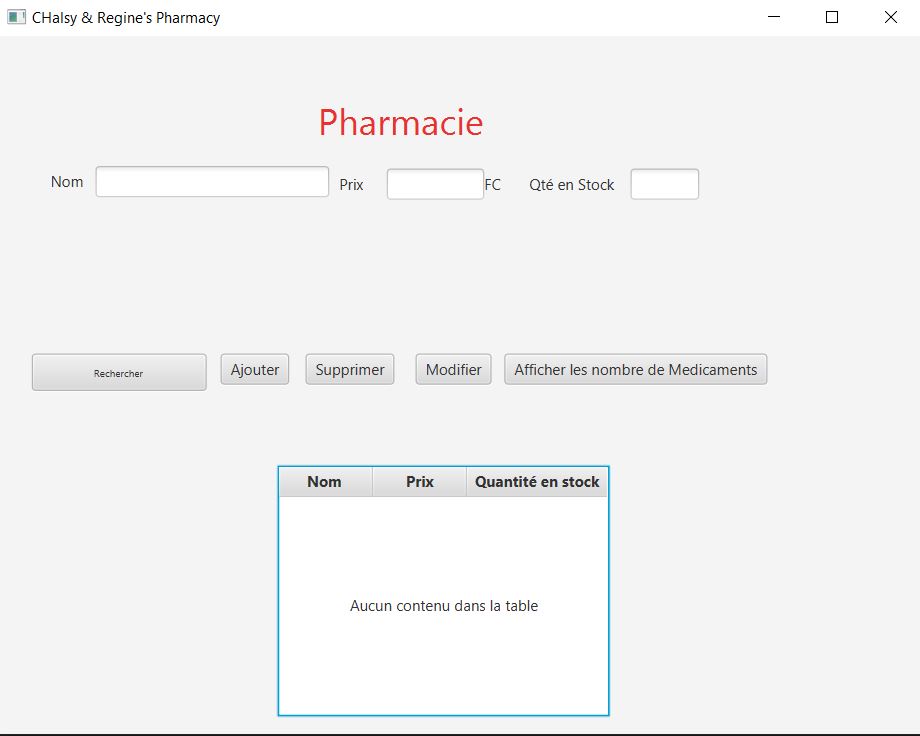 CHalsy & Regine's Pharmacy
Pharmacie
Nom Prix FC Qté en Stock
Rechercher Ajouter Supprimer Modifier Afficher les nombre de Medicaments
Nom Prix Quantité en stock
Aucun contenu dans la table